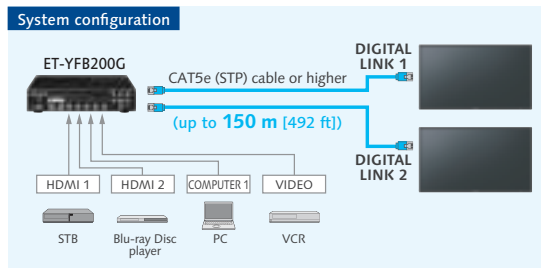 System configuration
ET-YFB200G
DIGITAL
LINK 1
CAT5e (STP) cable or higher
(up to 150 m [492 ft])
DIGITAL
LINK 2
HDMI 1
HDMI 2
COMPUTER 1
VIDEO
STB
Blu-ray Disc
player
PC
VCR